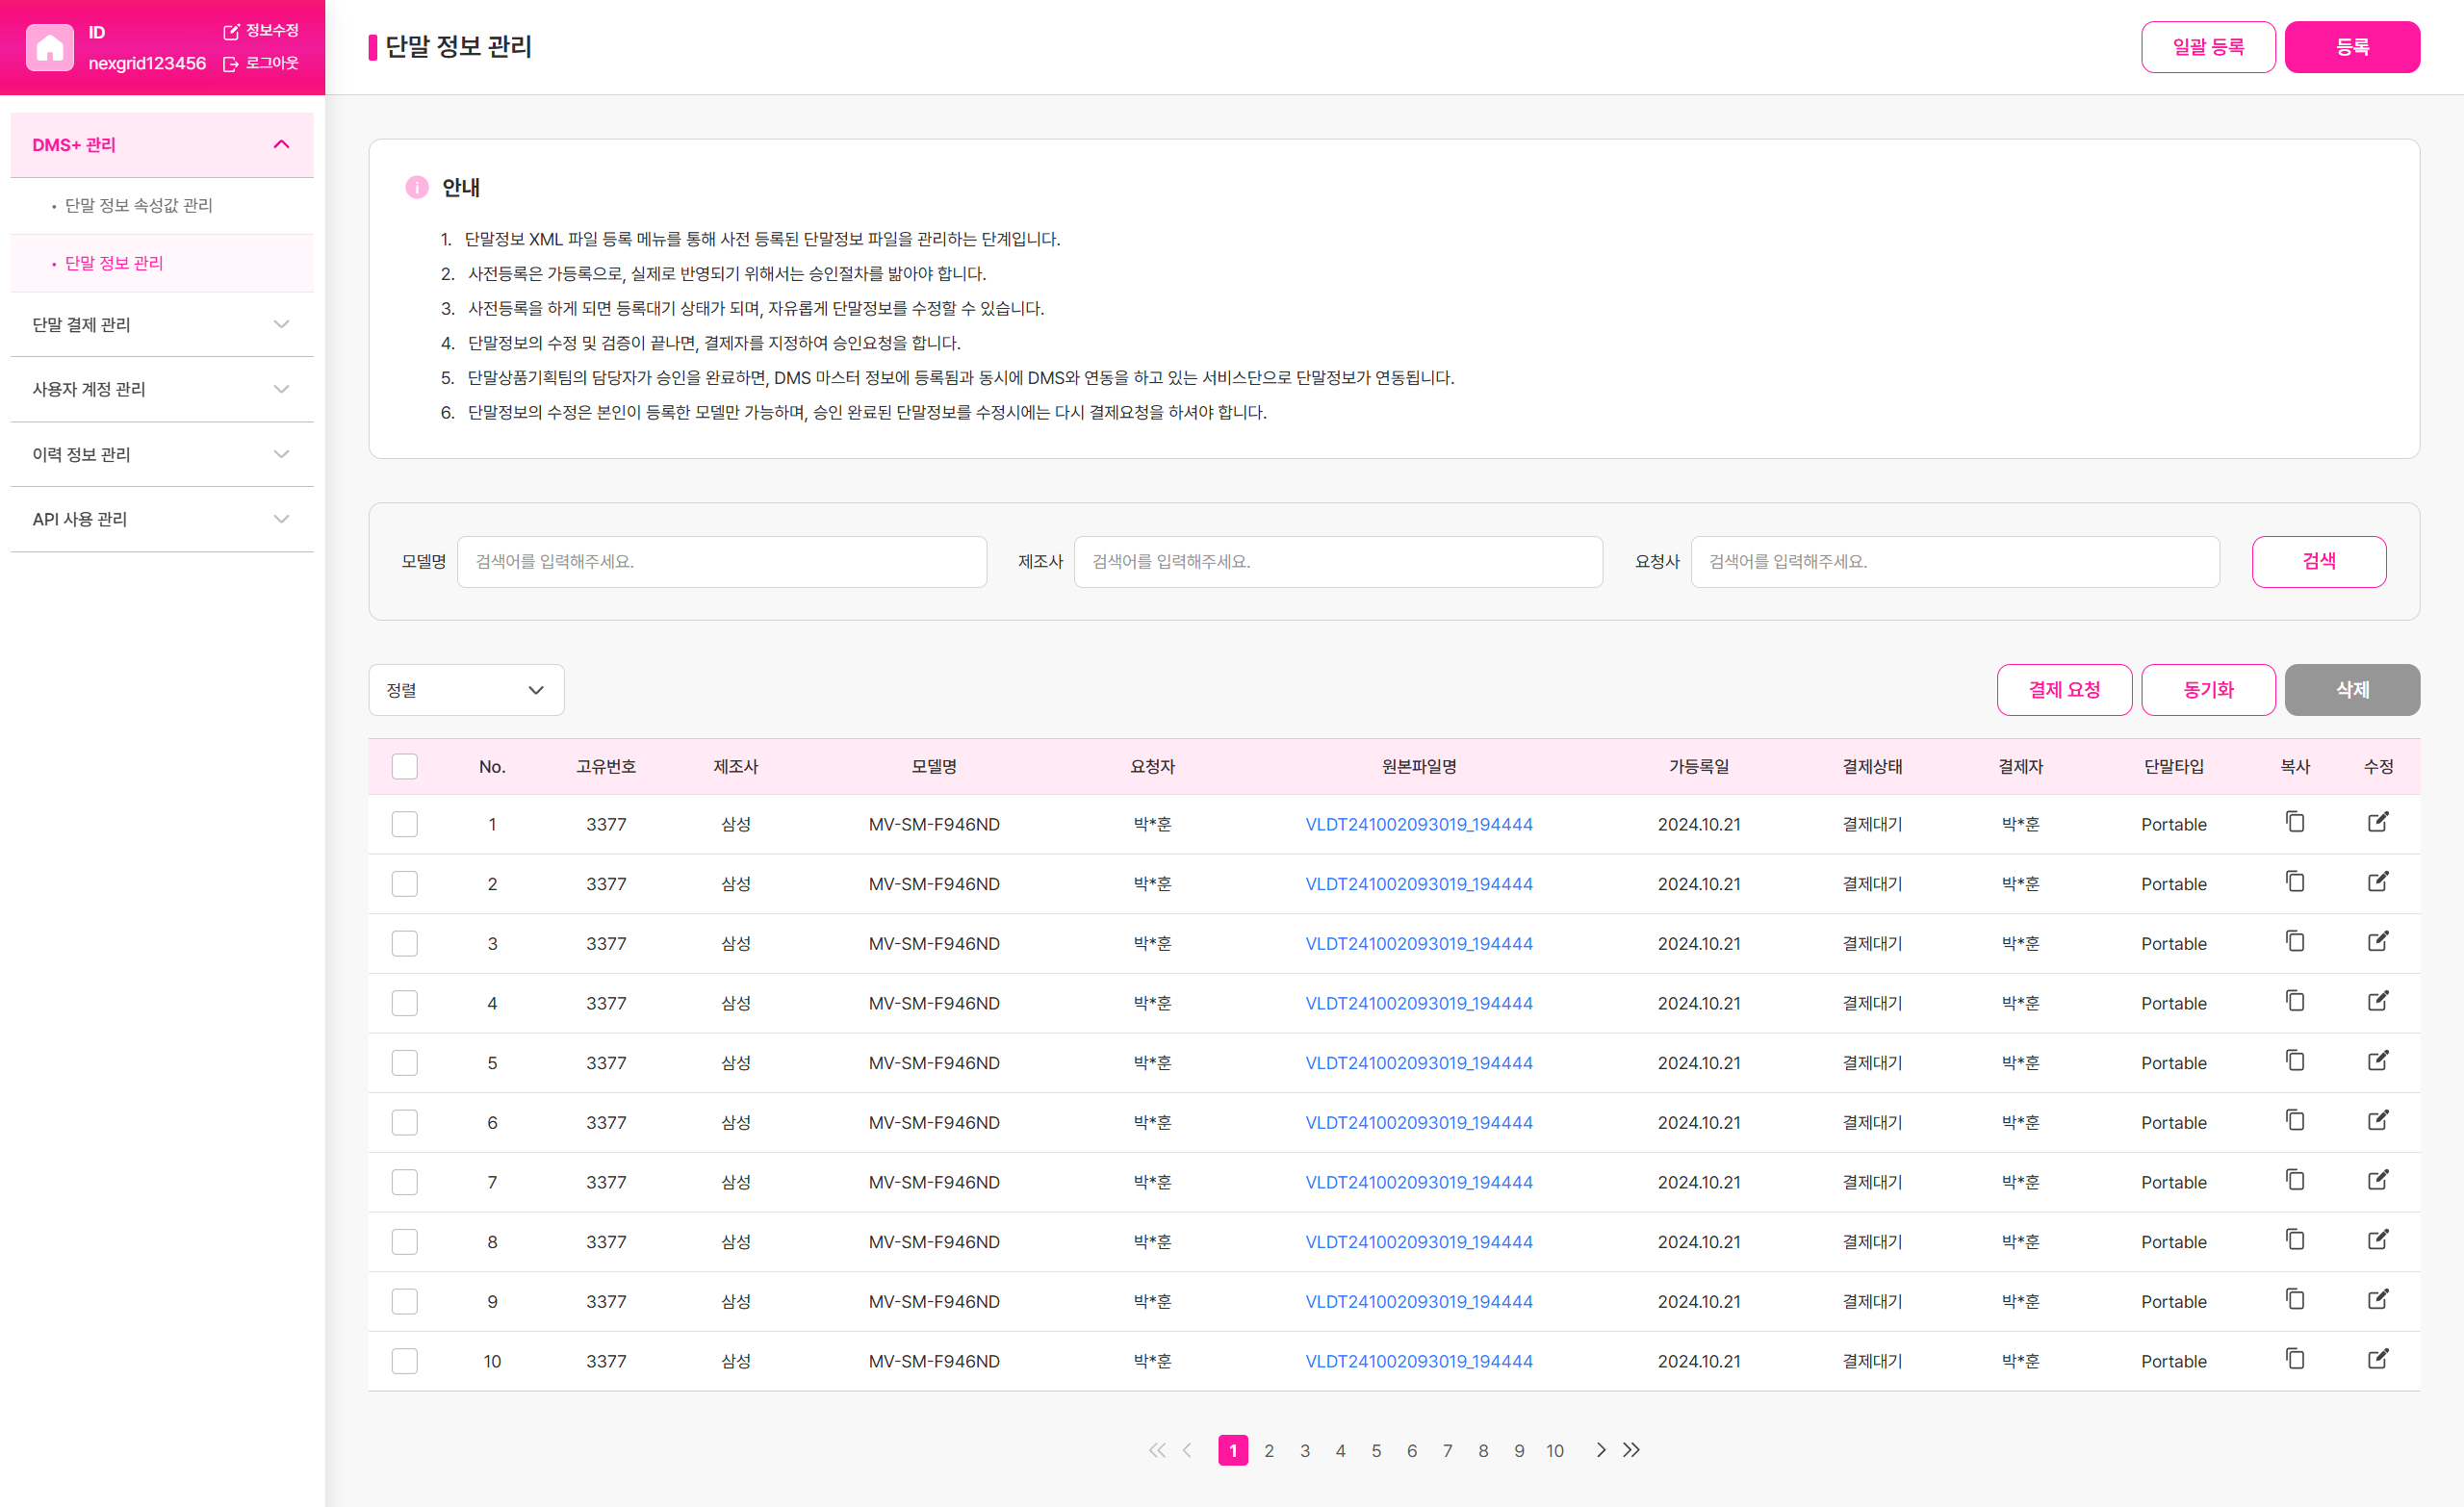 ID
정보수정
nexgrid123456
로그아웃
DMS+ 관리
• 단말 정보 속성값 관리
• 단말 정보 관리
단말 결제 관리
사용자 계정 관리
이력 정보 관리
API 사용 관리
단말 정보 관리
일괄 등록
등록
안내
1. 단말정보 XML 파일 등록 메뉴를 통해 사전 등록된 단말정보 파일을 관리하는 단계입니다.
2. 사전등록은 가등록으로, 실제로 반영되기 위해서는 승인절차를 밟아야 합니다.
3. 사전등록을 하게 되면 등록대기 상태가 되며, 자유롭게 단말정보를 수정할 수 있습니다.
4. 단말정보의 수정 및 검증이 끝나면, 결제자를 지정하여 승인요청을 합니다.
5. 단말상품기획팀의 담당자가 승인을 완료하면, DMS 마스터 정보에 등록됨과 동시에 DMS와 연동을 하고 있는 서비스단으로 단말정보가 연동됩니다.
6. 단말정보의 수정은 본인이 등록한 모델만 가능하며, 승인 완료된 단말정보를 수정시에는 다시 결제요청을 하셔야 합니다.
모델명 검색어를 입력해주세요. 제조사 검색어를 입력해주세요. 요청사 검색어를 입력해주세요. 검색
정렬
결제 요청
동기화
삭제
No. 고유번호 제조사 모델명 요청자 원본파일명 가등록일 결제상태 결제자 단말타입 복사 수정
1 3377 삼성 MV-SM-F946ND 박*훈 VLDT241002093019_194444 2024.10.21 결제대기 박*훈 Portable
2 3377 삼성 MV-SM-F946ND 박*훈 VLDT241002093019_194444 2024.10.21 결제대기 박*훈 Portable
3 3377 삼성 MV-SM-F946ND 박*훈 VLDT241002093019_194444 2024.10.21 결제대기 박*훈 Portable
4 3377 삼성 MV-SM-F946ND 박*훈 VLDT241002093019_194444 2024.10.21 결제대기 박*훈 Portable
5 3377 삼성 MV-SM-F946ND 박*훈 VLDT241002093019_194444 2024.10.21 결제대기 박*훈 Portable
6 3377 삼성 MV-SM-F946ND 박*훈 VLDT241002093019_194444 2024.10.21 결제대기 박*훈 Portable
7 3377 삼성 MV-SM-F946ND 박*훈 VLDT241002093019_194444 2024.10.21 결제대기 박*훈 Portable
8 3377 삼성 MV-SM-F946ND 박*훈 VLDT241002093019_194444 2024.10.21 결제대기 박*훈 Portable
9 3377 삼성 MV-SM-F946ND 박*훈 VLDT241002093019_194444 2024.10.21 결제대기 박*훈 Portable
10 3377 삼성 MV-SM-F946ND 박*훈 VLDT241002093019_194444 2024.10.21 결제대기 박*훈 Portable
1 2 3 4 5 6 7 8 9 10